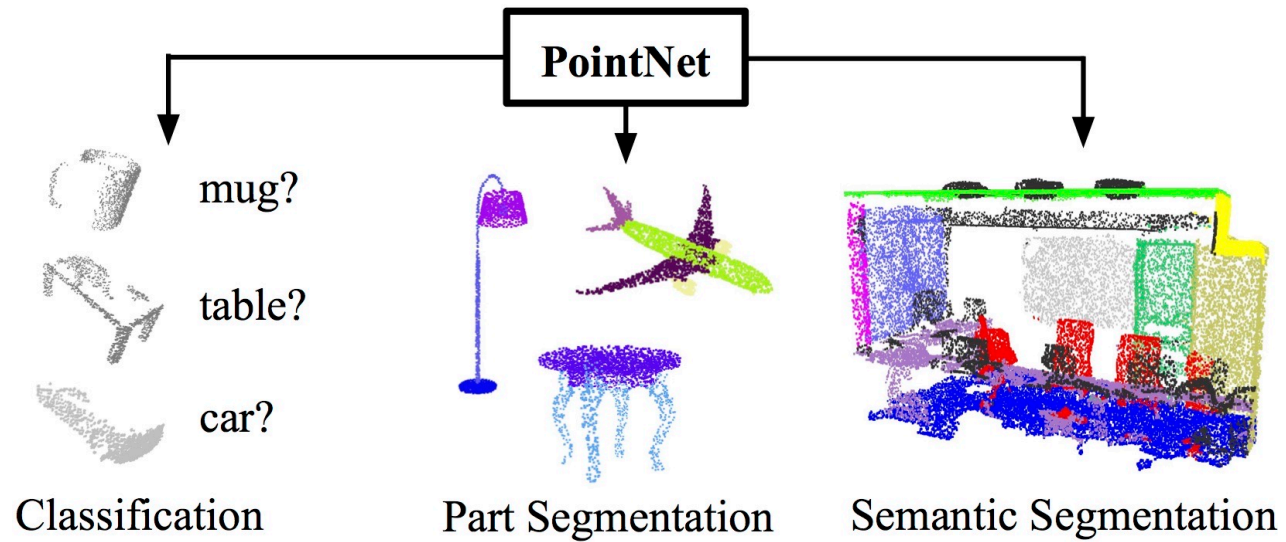 PointNet
mug?
table?
car?
Classification
Part Segmentation
Semantic Segmentation